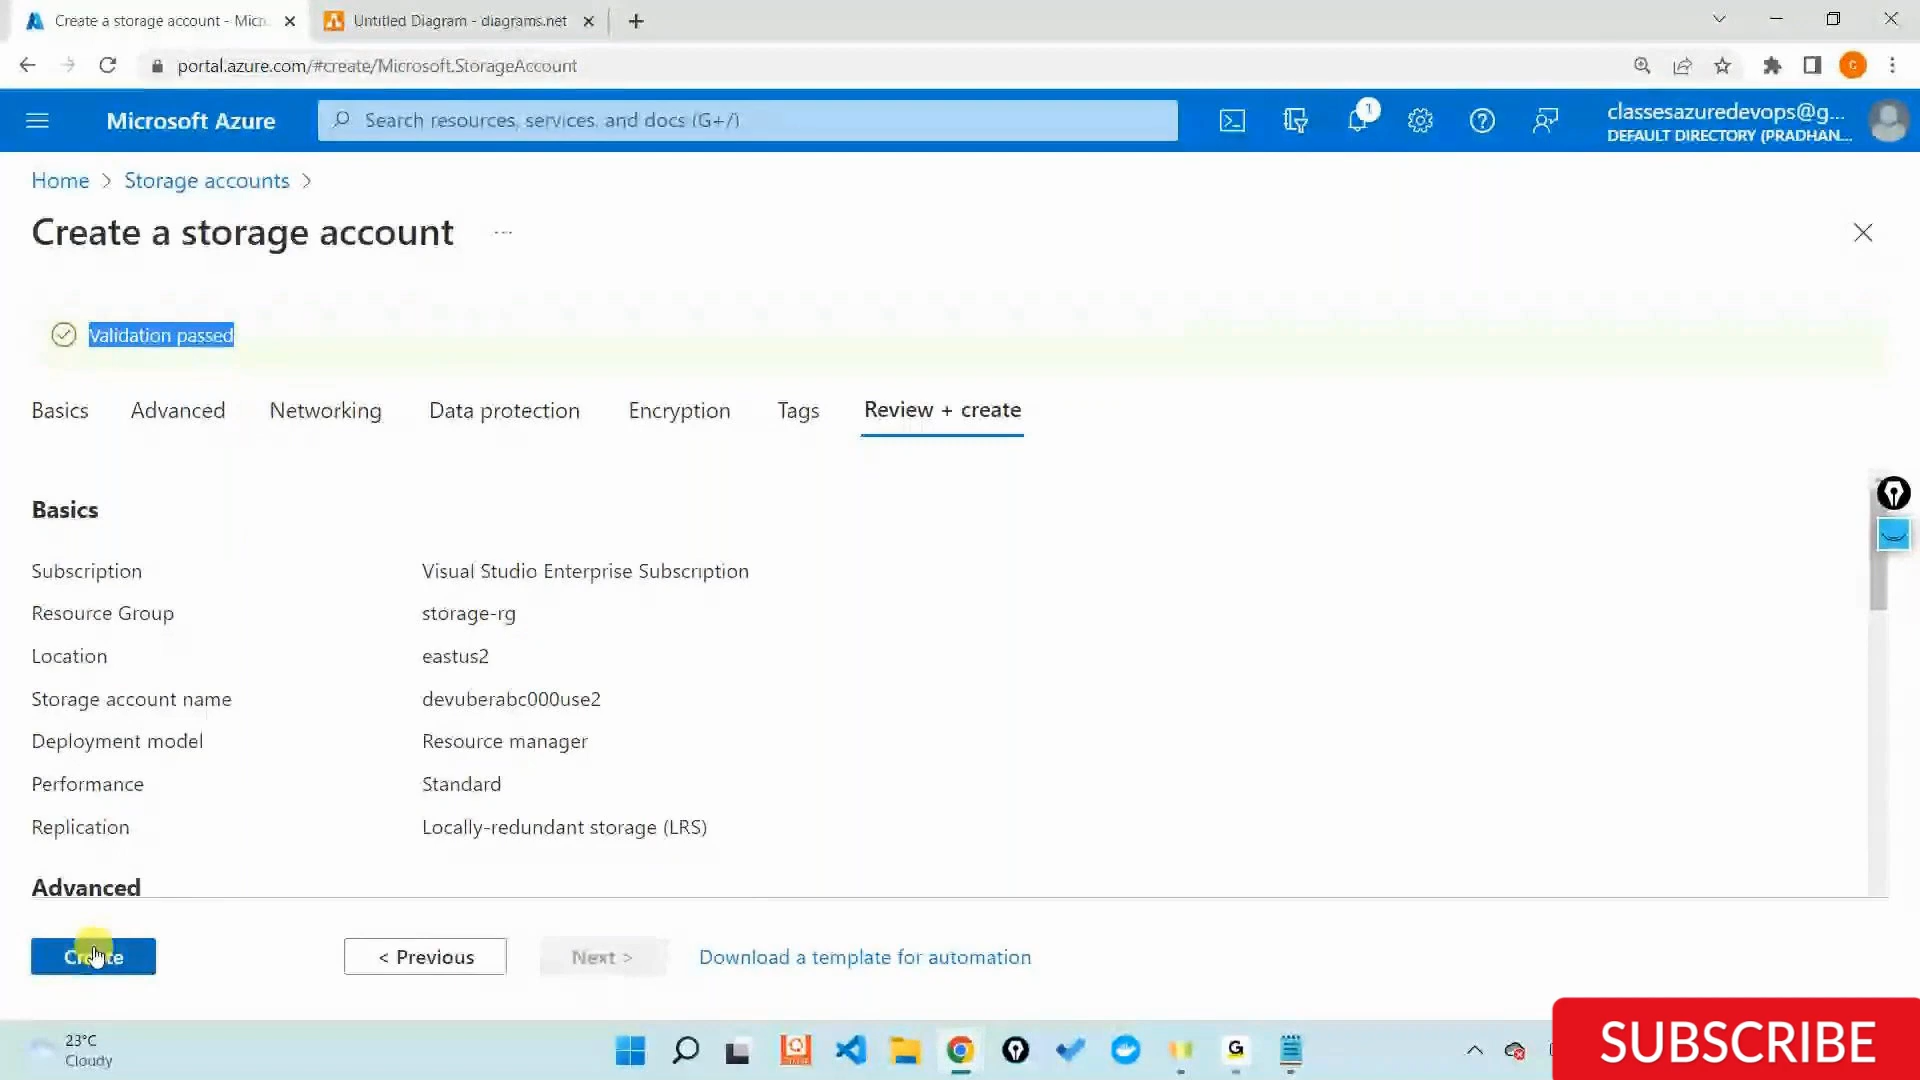 Create a storage account - Micr
Untitled Diagram - diagrams.net
portal.azure.com/#create/Microsoft.StorageAccount
C
Microsoft Azure
Search resources, services, and docs (G+/)
1
classesazuredevops@g...
DEFAULT DIRECTORY (PRADHAN...
Home > Storage accounts >
Create a storage account ...
Validation passed
Basics Advanced Networking Data protection Encryption Tags Review + create
Basics
Subscription Visual Studio Enterprise Subscription
Resource Group storage-rg
Location eastus2
Storage account name devuberabc000use2
Deployment model Resource manager
Performance Standard
Replication Locally-redundant storage (LRS)
Advanced
Create < Previous Next > Download a template for automation
23°C
Cloudy
G
SUBSCRIBE